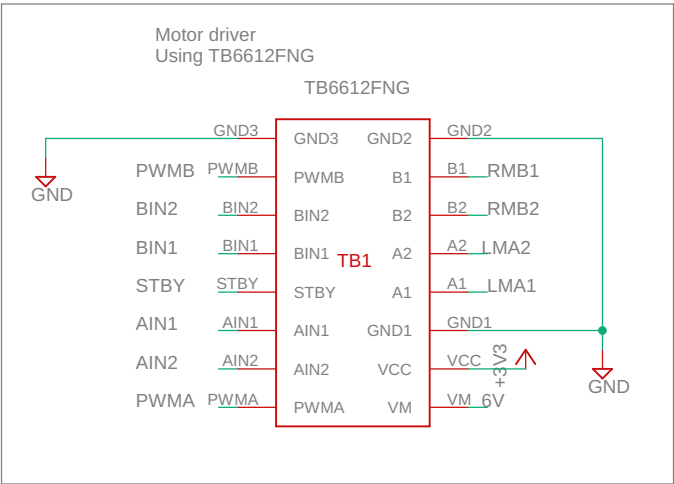 Motor driver
Using TB6612FNG
TB6612FNG
GND3 GND3 GND2 GND2
PWMB PWMB PWMB B1 B1 RMB1
GND
BIN2 BIN2 BIN2 B2 B2 RMB2
BIN1 BIN1 BIN1 A2 A2 LMA2
TB1
STBY STBY STBY A1 A1 LMA1
AIN1 AIN1 AIN1 GND1 GND1
AIN2 AIN2 AIN2 VCC VCC +3V3
GND
PWMA PWMA PWMA VM VM 6V